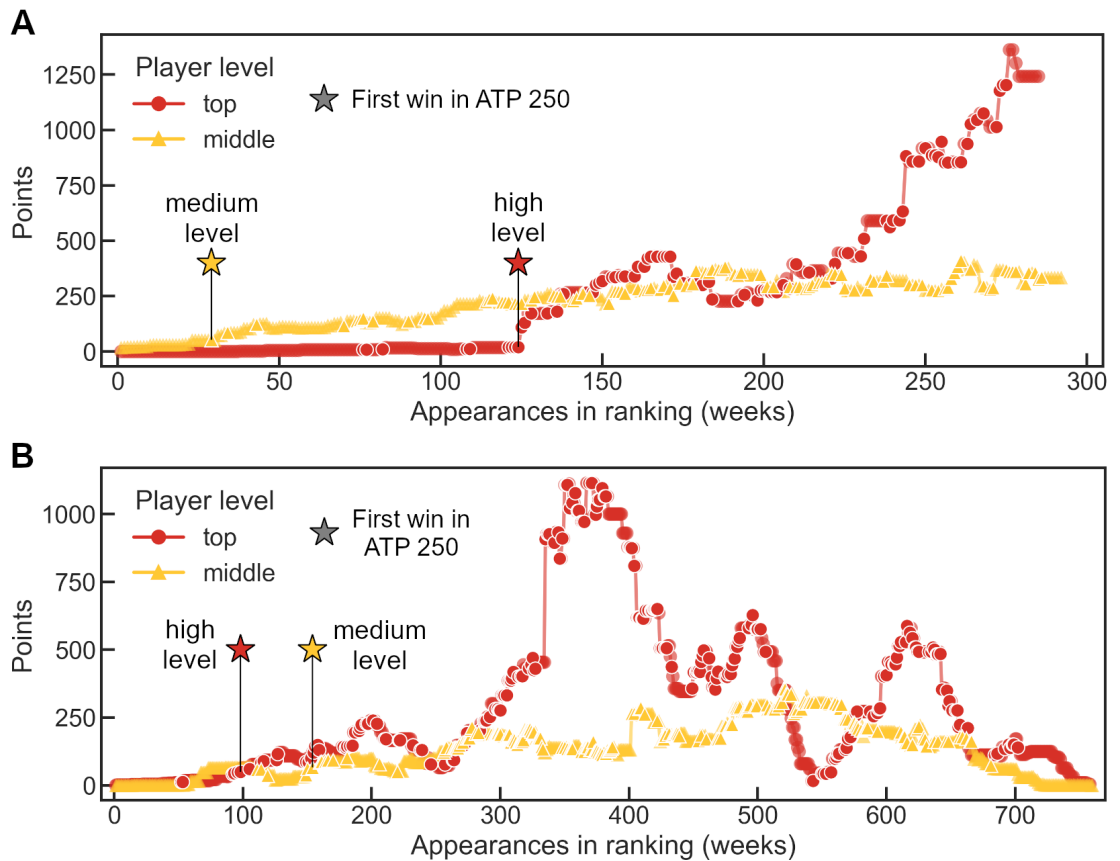 A
Player level
top
middle
First win in ATP 250
medium
level
high
level
Points
1250
1000
750
500
250
0
0
50
100
150
200
250
300
Appearances in ranking (weeks)
B
Player level
top
middle
First win in
ATP 250
high
level
medium
level
Points
1000
750
500
250
0
0
100
200
300
400
500
600
700
Appearances in ranking (weeks)